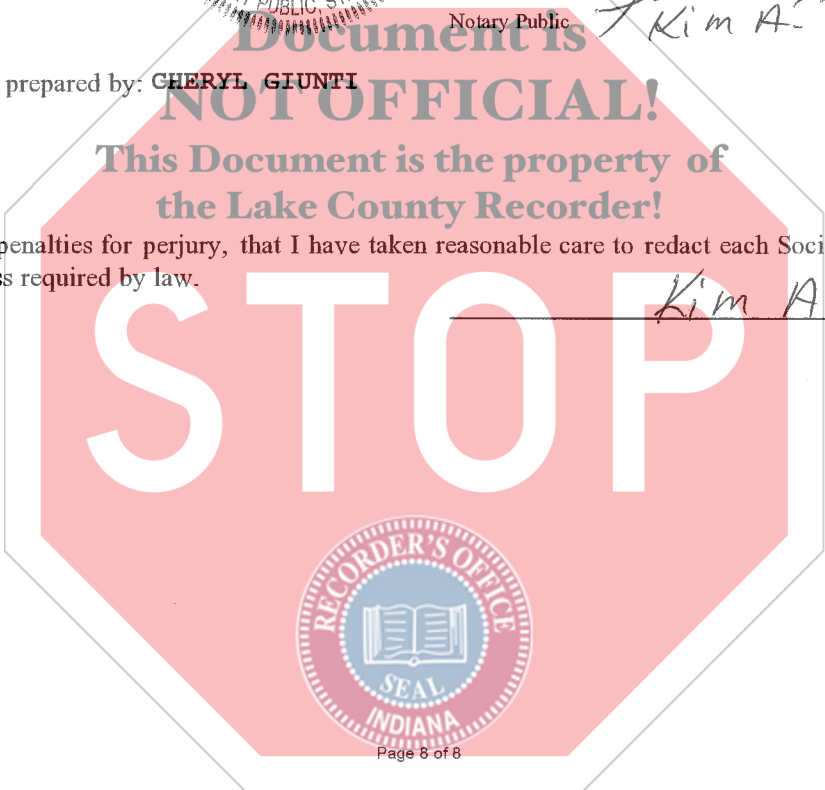 PUBLIC,
Document is
Notary Public
Kim A.
prepared by: CHERYL GIUNTI
NOT OFFICIAL!
This Document is the property of
the Lake County Recorder!
penalties for perjury, that I have taken reasonable care to redact each Soci
s required by law.
Kim A
STOP
RECORDER'S OFFICE
SEAL
INDIANA
Page 8 of 8